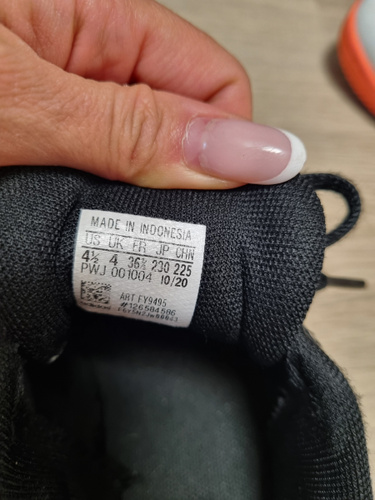 MADE IN INDONESIA
US UK FR JP CHN
4½ 4 36⅔ 230 225
PWJ 001004 10/20
ART FY9495
#126584586